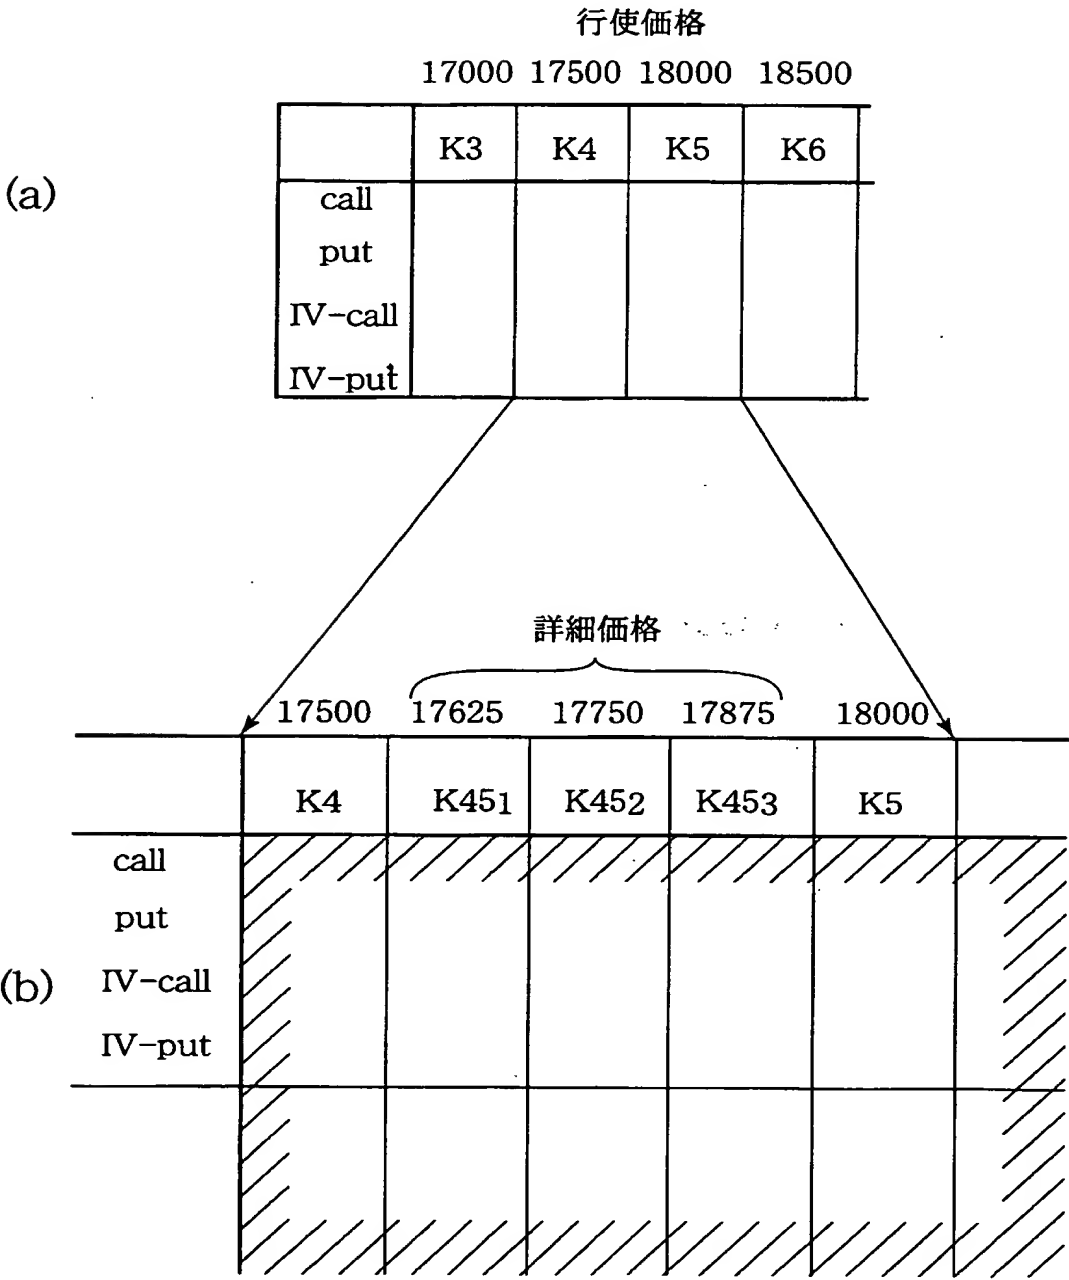 行使価格
17000 17500 18000 18500
K3 K4 K5 K6
(a)
call
put
IV-call
IV-put
詳細価格
17500 17625 17750 17875 18000
K4 K451 K452 K453 K5
call
put
(b)
IV-call
IV-put